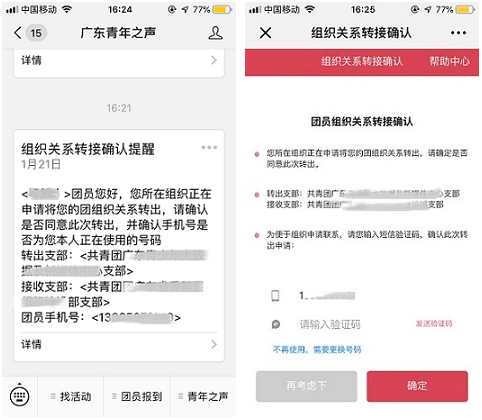 中国移动 16:24 77%
15 广东青年之声
详情
16:21
组织关系转接确认提醒
1月21日
< >团员您好，您所在组织正在
申请将您的团组织关系转出，请确认
是否同意此次转出，并确认手机号是
否为您本人正在使用的号码
转出支部：<共青团广东
心支部>
接收支部：<共青团广东
部支部>
团员手机号：<1 >
详情
找活动 团员报到 青年之声
中国移动 16:25 77%
组织关系转接确认
组织关系转接确认 帮助中心
团员组织关系转接确认
您所在组织正在申请将您的团组织关系转出，请确定是否
同意此次转出。
转出支部：共青团广东 心支部
接收支部：共青团 部支部
为便于组织申请联系，请您输入短信验证码，确认此次转
出申请：
1
请输入验证码 发送验证码
不再使用，需要更换号码
再考虑下 确定